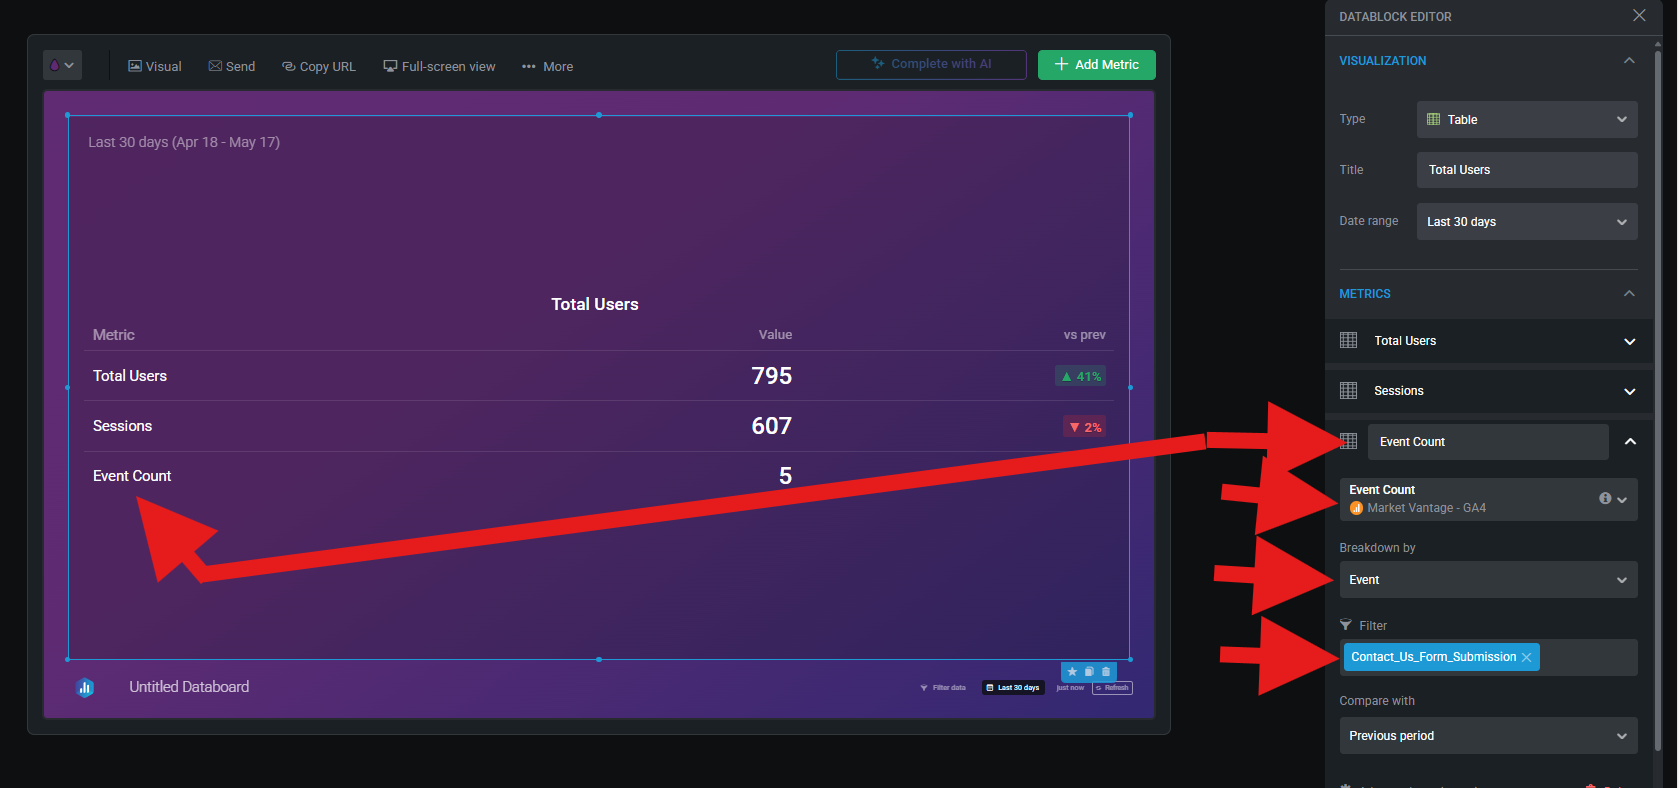 DATABLOCK EDITOR
Visual
Send
Copy URL
Full-screen view
More
Complete with AI
Add Metric
Last 30 days (Apr 18 - May 17)
Total Users
Metric Value vs prev
Total Users 795 ▲ 41%
Sessions 607 ▼ 2%
Event Count 5
Untitled Databoard
Filter data
Last 30 days
just now
Refresh
VISUALIZATION
Type Table
Title Total Users
Date range Last 30 days
METRICS
Total Users
Sessions
Event Count
Event Count
Market Vantage - GA4
Breakdown by
Event
Filter
Contact_Us_Form_Submission
Compare with
Previous period